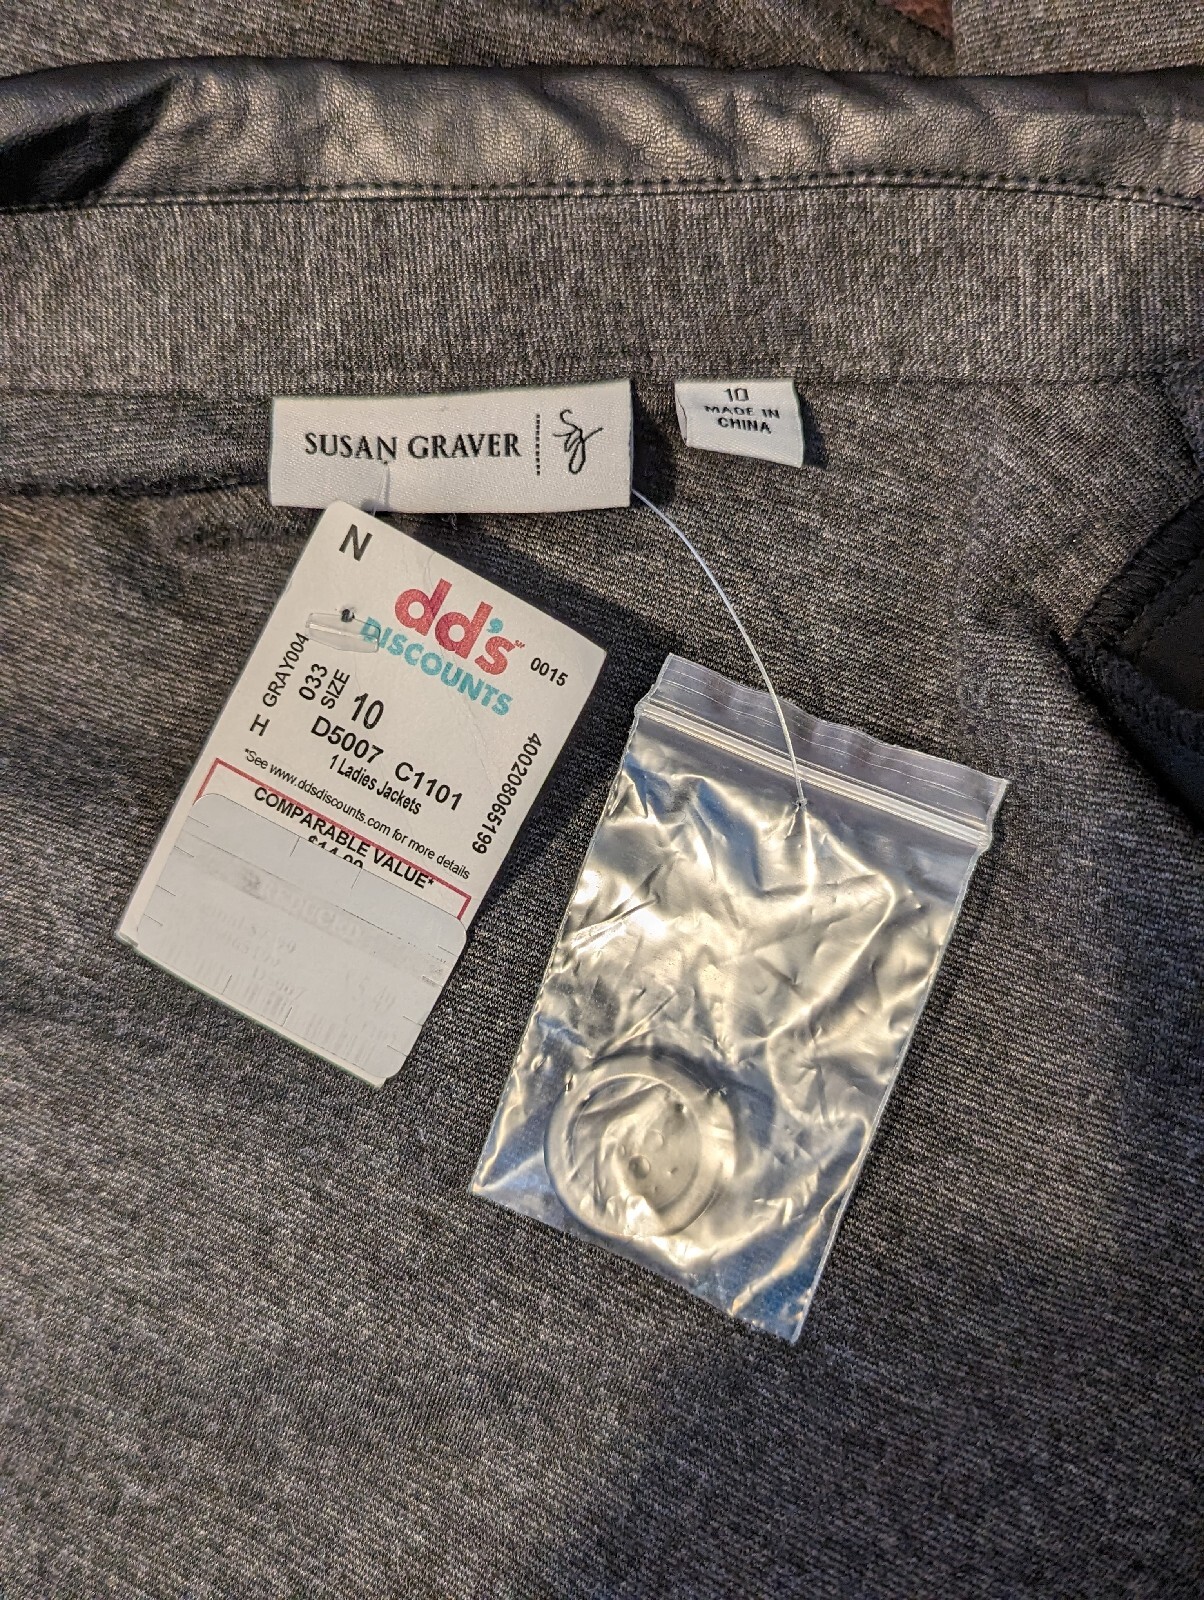 SUSAN GRAVER
10
MADE IN
CHINA
N
dd's
DISCOUNTS
0015
GRAY004
H
033
SIZE
10
D5007 C1101
1 Ladies Jackets
400208065199
*See www.ddsdiscounts.com for more details
COMPARABLE VALUE*